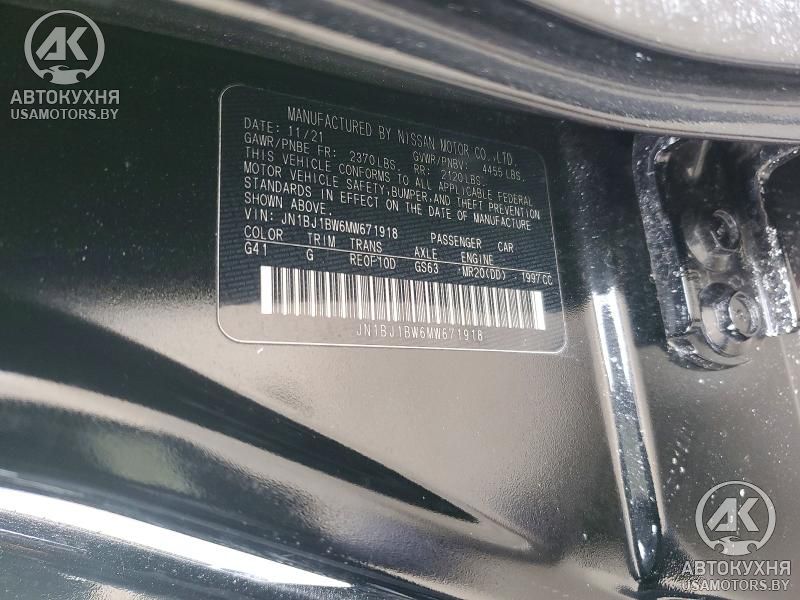 AK
АВТОКУХНЯ
USAMOTORS.BY
MANUFACTURED BY NISSAN MOTOR CO.,LTD.
DATE: 11/21 GVWR/PNBV: 4455 LBS.
GAWR/PNBE FR: 2370 LBS. RR: 2120 LBS.
THIS VEHICLE CONFORMS TO ALL APPLICABLE FEDERAL
MOTOR VEHICLE SAFETY,BUMPER,AND THEFT PREVENTION
STANDARDS IN EFFECT ON THE DATE OF MANUFACTURE
SHOWN ABOVE.
VIN: JN1BJ1BW6MW671918 PASSENGER CAR
COLOR TRIM TRANS AXLE ENGINE
G41 G RE0F10D GS63 MR20(DD) 1997CC
JN1BJ1BW6MW671918
AK
АВТОКУХНЯ
USAMOTORS.BY